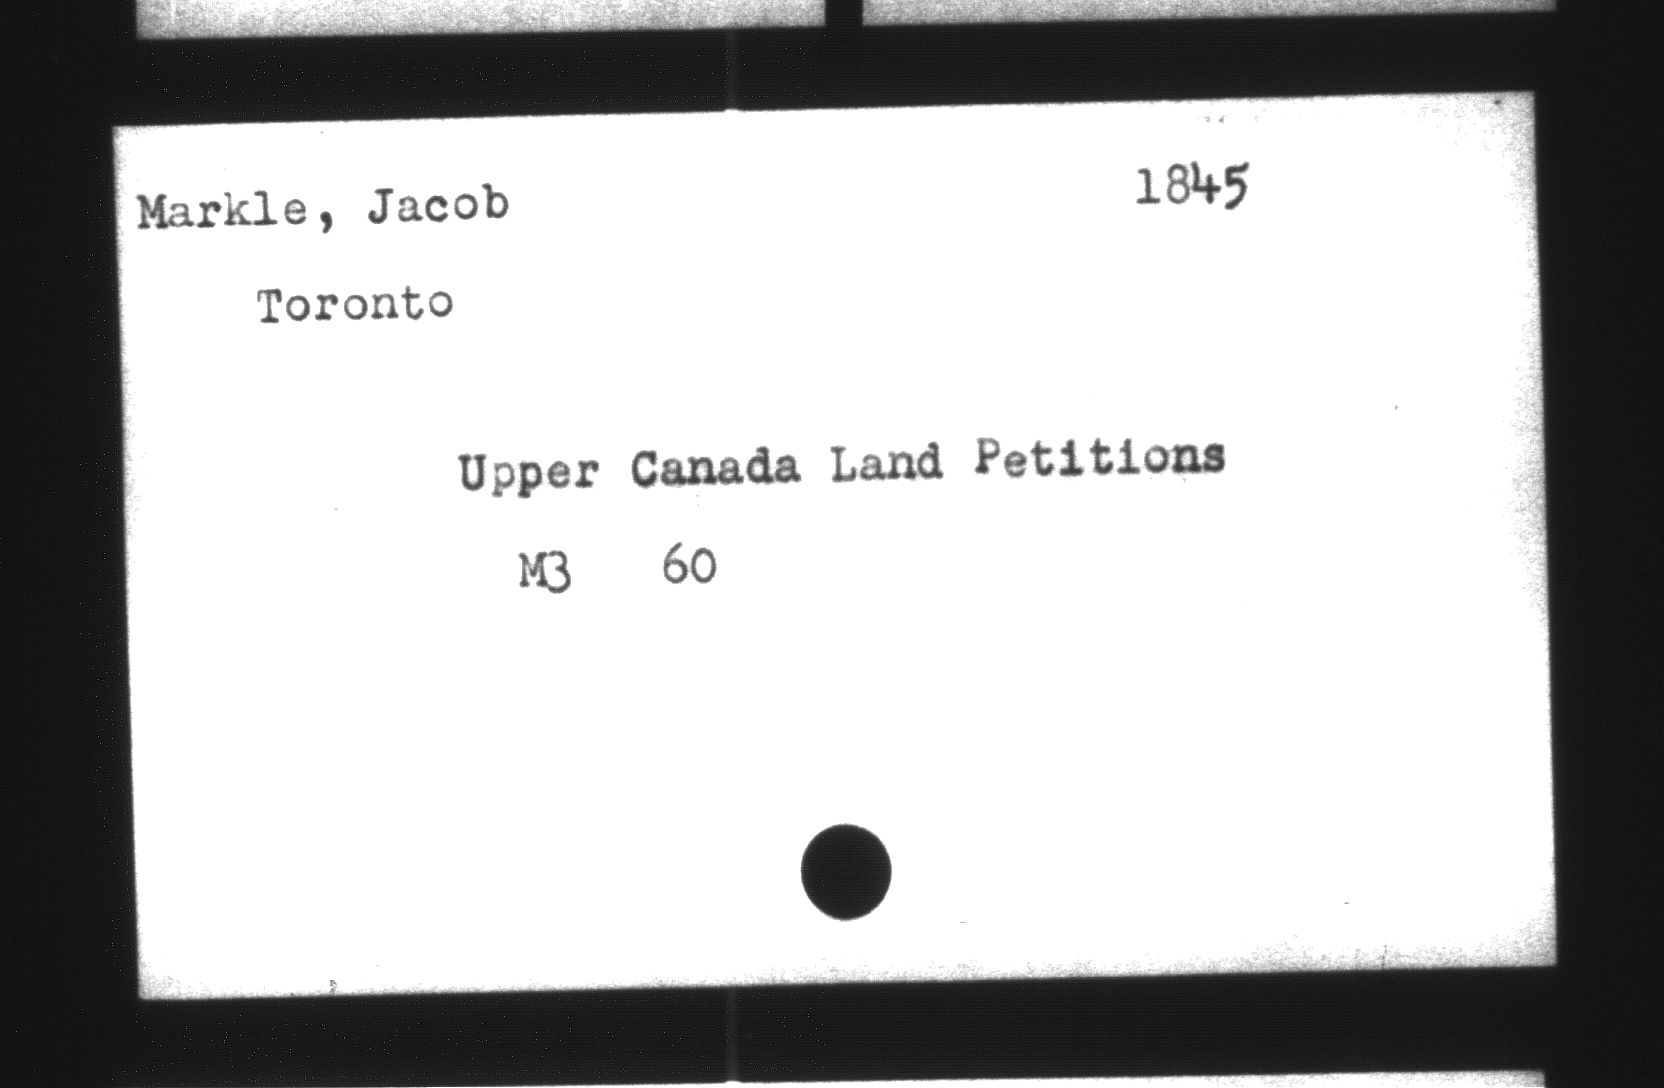 Markle, Jacob 1845
Toronto
Upper Canada Land Petitions
M3 60